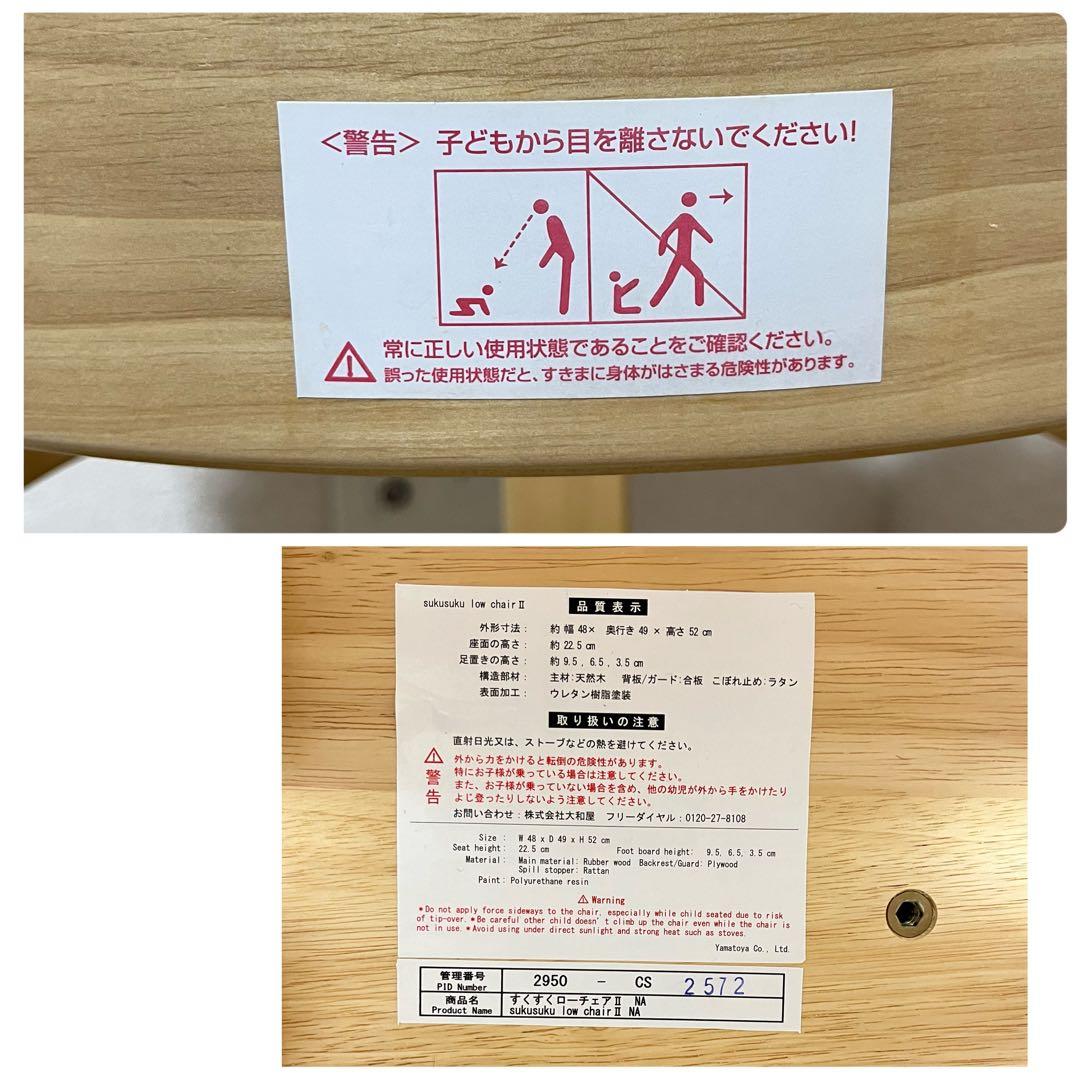 ＜警告＞ 子どもから目を離さないでください!
常に正しい使用状態であることをご確認ください。
誤った使用状態だと、すきまに身体がはさまる危険性があります。
sukusuku low chairⅡ 品質表示
外形寸法： 約 幅 48× 奥行き 49 × 高さ 52 ㎝
座面の高さ： 約 22.5 ㎝
足置きの高さ： 約 9.5 , 6.5 , 3.5 ㎝
構造部材： 主材:天然木 背板/ガード:合板 こぼれ止め:ラタン
表面加工： ウレタン樹脂塗装
取り扱いの注意
直射日光又は、ストーブなどの熱を避けてください。
警告
外から力をかけると転倒の危険性があります。
特にお子様が乗っている場合は注意してください。
また、お子様が乗っていない場合を含め、他の幼児が外から手をかけたり
よじ登ったりしないよう注意してください。
お問い合わせ：株式会社大和屋 フリーダイヤル：0120-27-8108
Size : W 48 x D 49 x H 52 cm
Seat height: 22.5 cm Foot board height: 9.5, 6.5, 3.5 cm
Material: Main material: Rubber wood Backrest/Guard: Plywood
Spill stopper: Rattan
Paint: Polyurethane resin
Warning
*Do not apply force sideways to the chair, especially while child seated due to risk
of tip-over. *Be careful other child doesn't climb up the chair even while the chair is
not in use. *Avoid using under direct sunlight and strong heat such as stoves.
Yamatoya Co., Ltd.
管理番号 2950 - CS 2572
PID Number
商品名 すくすくローチェアⅡ NA
Product Name sukusuku low chairⅡ NA